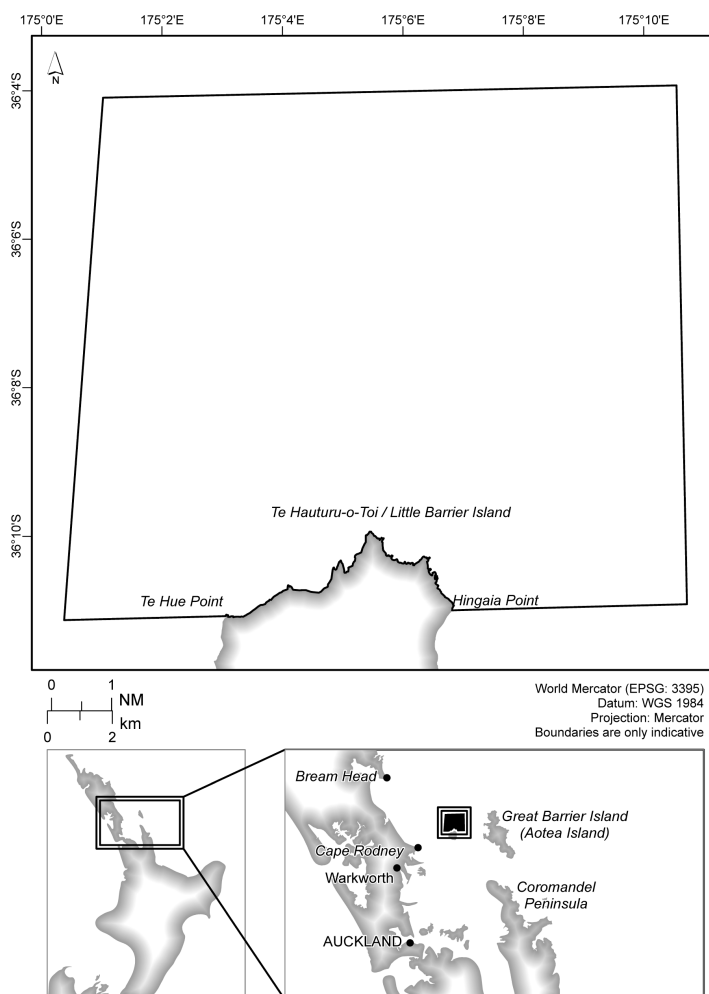 175°0'E 175°2'E 175°4'E 175°6'E 175°8'E 175°10'E
N
36°4'S
36°6'S
36°8'S
36°10'S
Te Hauturu-o-Toi / Little Barrier Island
Te Hue Point
Hingaia Point
0 1
NM
km
0 2
World Mercator (EPSG: 3395)
Datum: WGS 1984
Projection: Mercator
Boundaries are only indicative
Bream Head
Great Barrier Island
(Aotea Island)
Cape Rodney
Warkworth
Coromandel
Peninsula
AUCKLAND